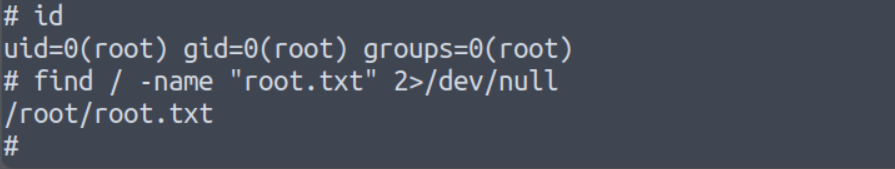 # id
uid=0(root) gid=0(root) groups=0(root)
# find / -name "root.txt" 2>/dev/null
/root/root.txt
#